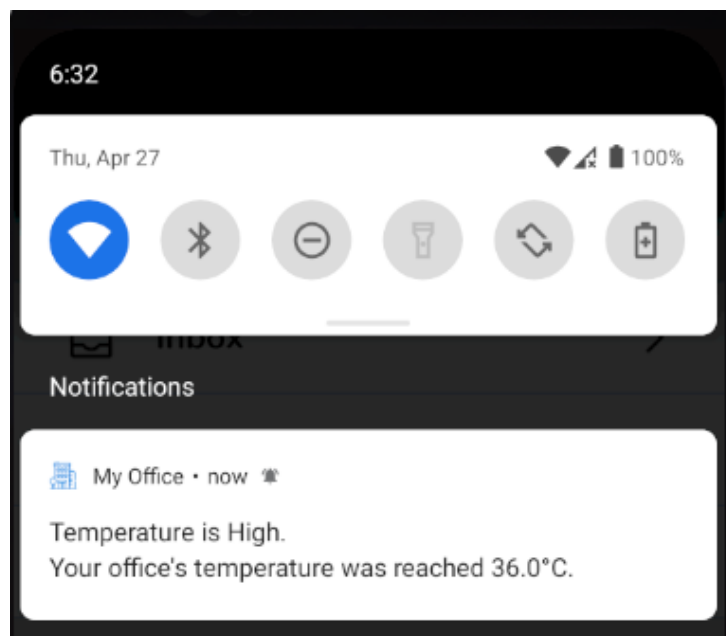 6:32
Thu, Apr 27 100%
Inbox
Notifications
My Office • now
Temperature is High.
Your office's temperature was reached 36.0°C.